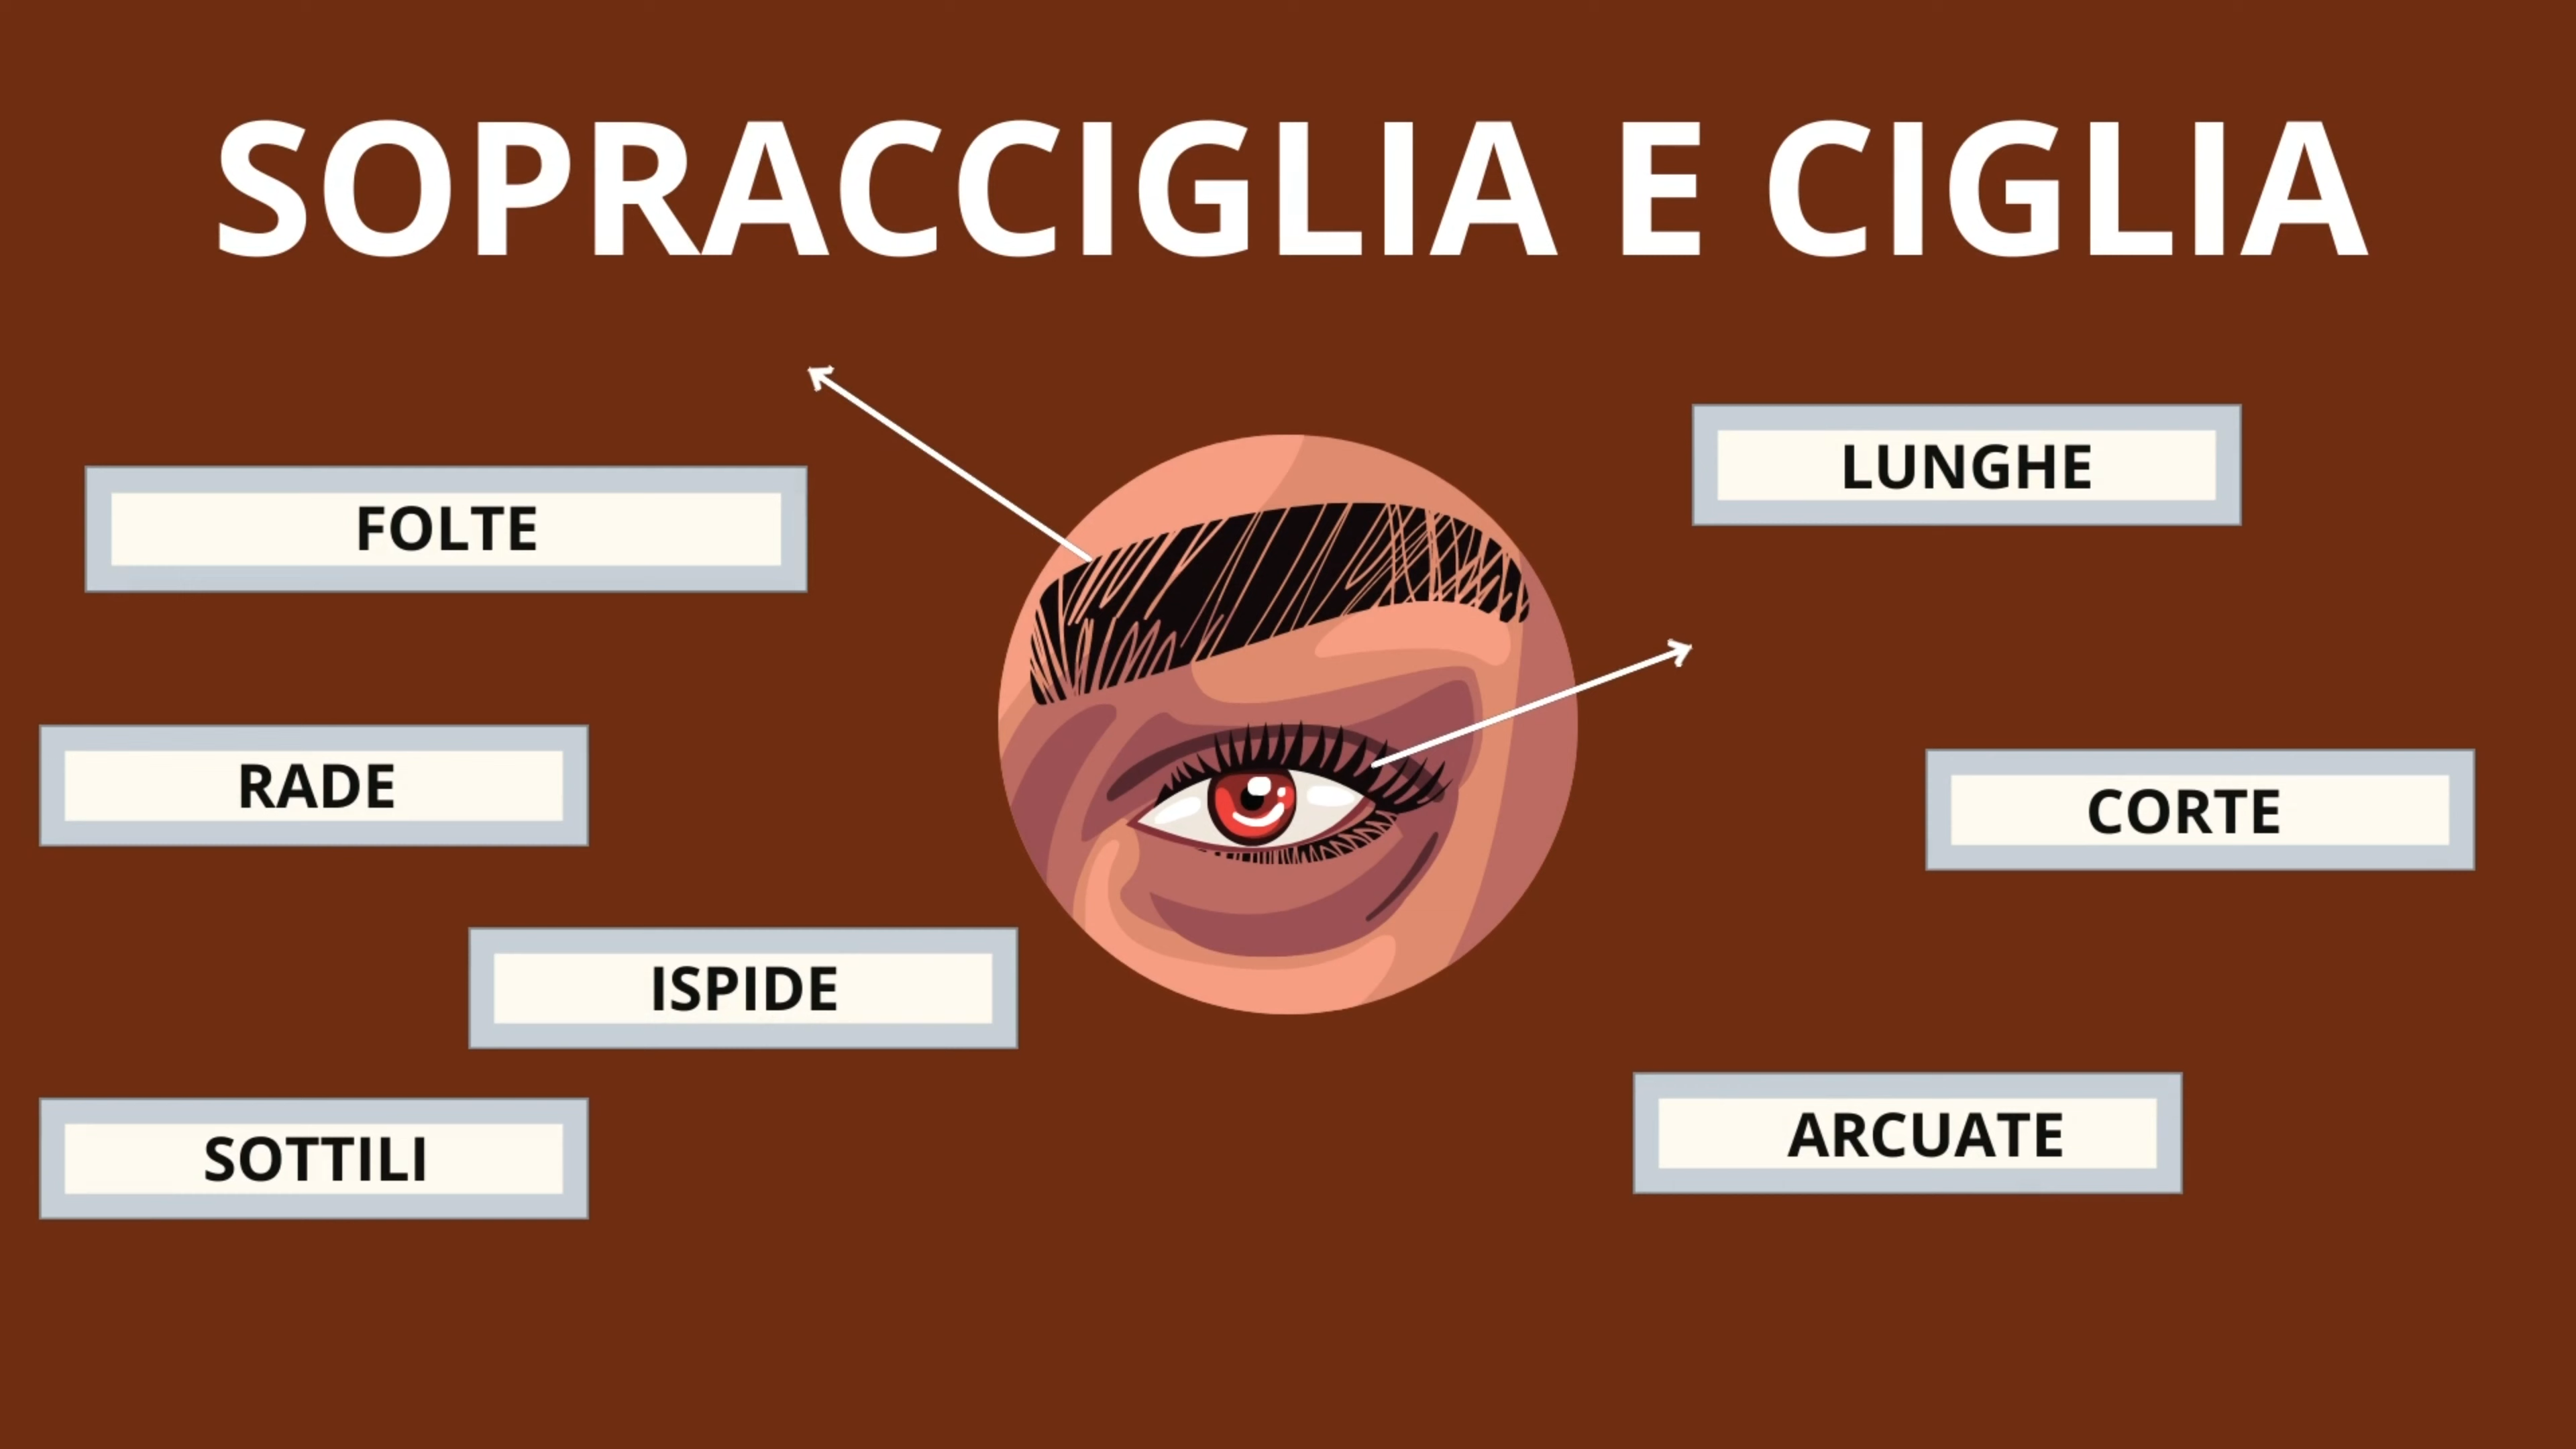 SOPRACCIGLIA E CIGLIA
FOLTE
RADE
ISPIDE
SOTTILI
LUNGHE
CORTE
ARCUATE